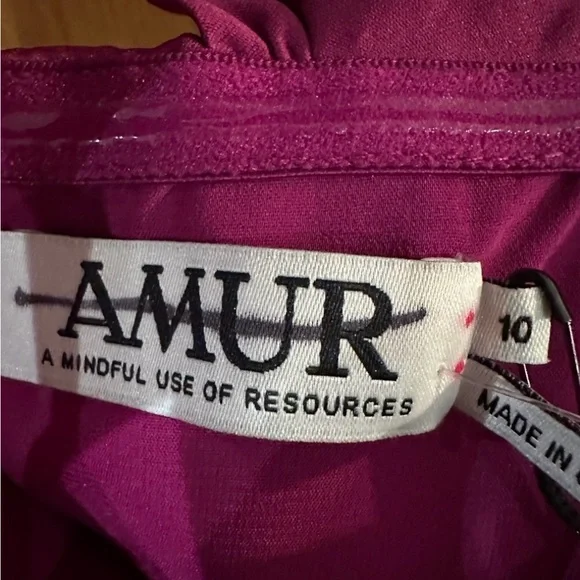 AMUR
A MINDFUL USE OF RESOURCES
10
MADE IN